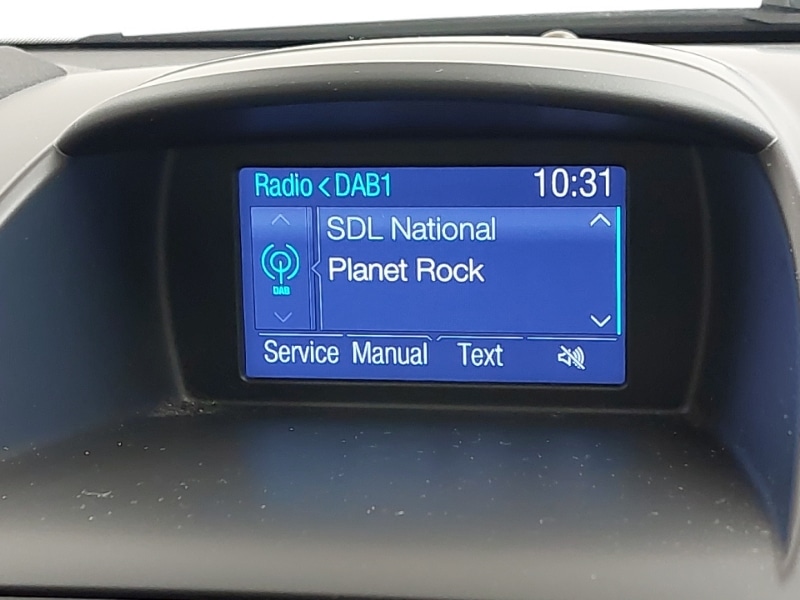 Radio < DAB1 10:31
SDL National
DAB
Planet Rock
Service Manual Text